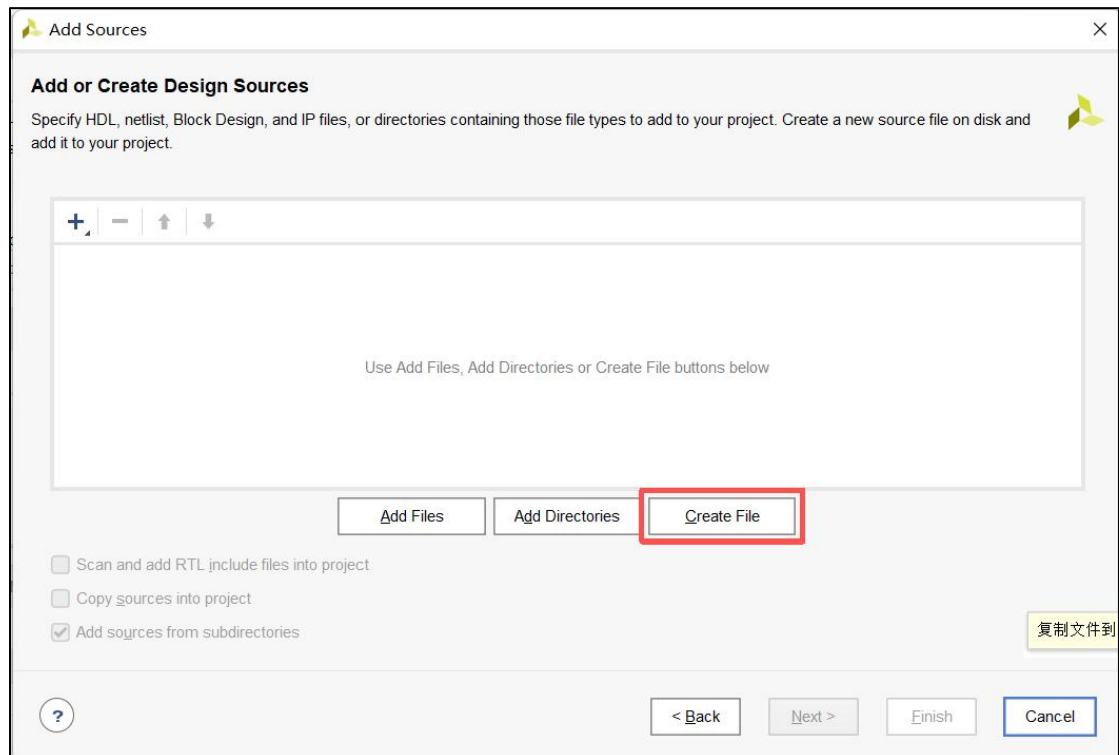 Add Sources
Add or Create Design Sources
Specify HDL, netlist, Block Design, and IP files, or directories containing those file types to add to your project. Create a new source file on disk and
add it to your project.
Use Add Files, Add Directories or Create File buttons below
Add Files
Add Directories
Create File
Scan and add RTL include files into project
Copy sources into project
Add sources from subdirectories
复制文件到
?
< Back
Next >
Finish
Cancel